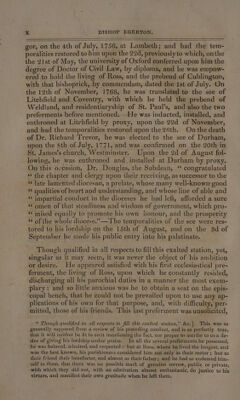 x BISHOP EGERTON.
gor, on the 4th of July, 1756, at Lambeth; and had the tem-
poralities restored to him upon the 22d, previously to which, on the
the 21st of May, the university of Oxford conferred upon him the
degree of Doctor of Civil Law, by diploma, and he was empow-
ered to hold the living of Ross, and the prebend of Cublington,
with that bishoprick, by commendam, dated the 1st of July. On
the 12th of November, 1768, he was translated to the see of
Litchfield and Coventry, with which he held the prebend of
Weldland, and residentiaryship of St. Paul's, and also the two
preferments before mentioned. He was inducted, installed, and
enthroned at Litchfield by proxy, upon the 22d of November,
and had the temporalities restored upon the 26th. On the death
of Dr. Richard Trevor, he was elected to the see of Durham,
upon the 8th of July, 1771, and was confirmed on the 20th in
St. James's church, Westminster. Upon the 2d of August fol-
lowing, he was enthroned and installed at Durham by proxy.
On this occasion, Dr. Douglas, the Subdean, " congratulated
" the chapter and clergy upon their receiving, as successor to the
" late lamented diocesan, a prelate, whose many well-known good
" qualities of heart and understanding, and whose line of able and
" impartial conduct in the dioceses he had left, afforded a sure
" omen of that steadiness and wisdom of government, which pro-
" mised equally to promote his own honour, and the prosperity
" of the whole diocese."—The temporalities of the see were res-
tored to his lordship on the 15th of August, and on the 3d of
September he made his public entry into his palatinate.
Though qualified in all respects to fill this exalted station, yet,
singular as it may seem, it was never the object of his ambition
or desire. He appeared satisfied with his first ecclesiastical pre-
ferment, the living of Ross, upon which he constantly resided,
discharging all his parochial duties in a manner the most exem-
plary: and so little anxious was he to obtain a seat on the epis-
copal bench, that he could not be prevailed upon to use any ap-
plications of his own for that purpose, and, with difficulty, per-
mitted, those of his friends. This last preferment was unsolicited,
" Though qualified in all respects to fill this exalted station," &c.] This was so
generally supposed from a review of his preceding conduct, and is so perfectly true,
that it will neither be fit to omit mentioning the fact, nor proper to mention it to any or-
der of giving his lordship undue praise. In all the several preferments he possessed,
he was beloved, admired, and respected: but at Ross, where he lived the longest, and
was the best known, his parishioners considered him not only as their rector; but as
their friend their benefactor, and almost as their father: and he had so endeared him-
self to them, that there was no possible mark of genuine sorrow, public or private,
with which they did not, with an admiration almost enthusiastic, do justice to his
virtues, and manifest their own gratitude when he left them.